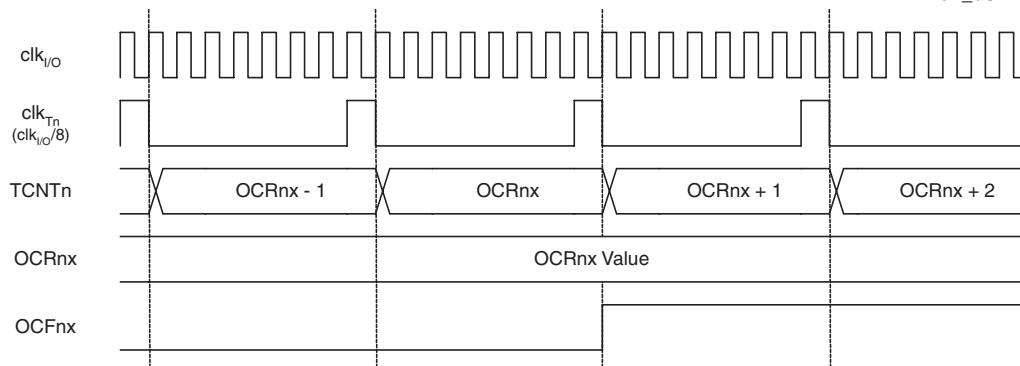 clkI/O
clkTn
(clkI/O/8)
TCNTn OCRnx - 1 OCRnx OCRnx + 1 OCRnx + 2
OCRnx OCRnx Value
OCFnx